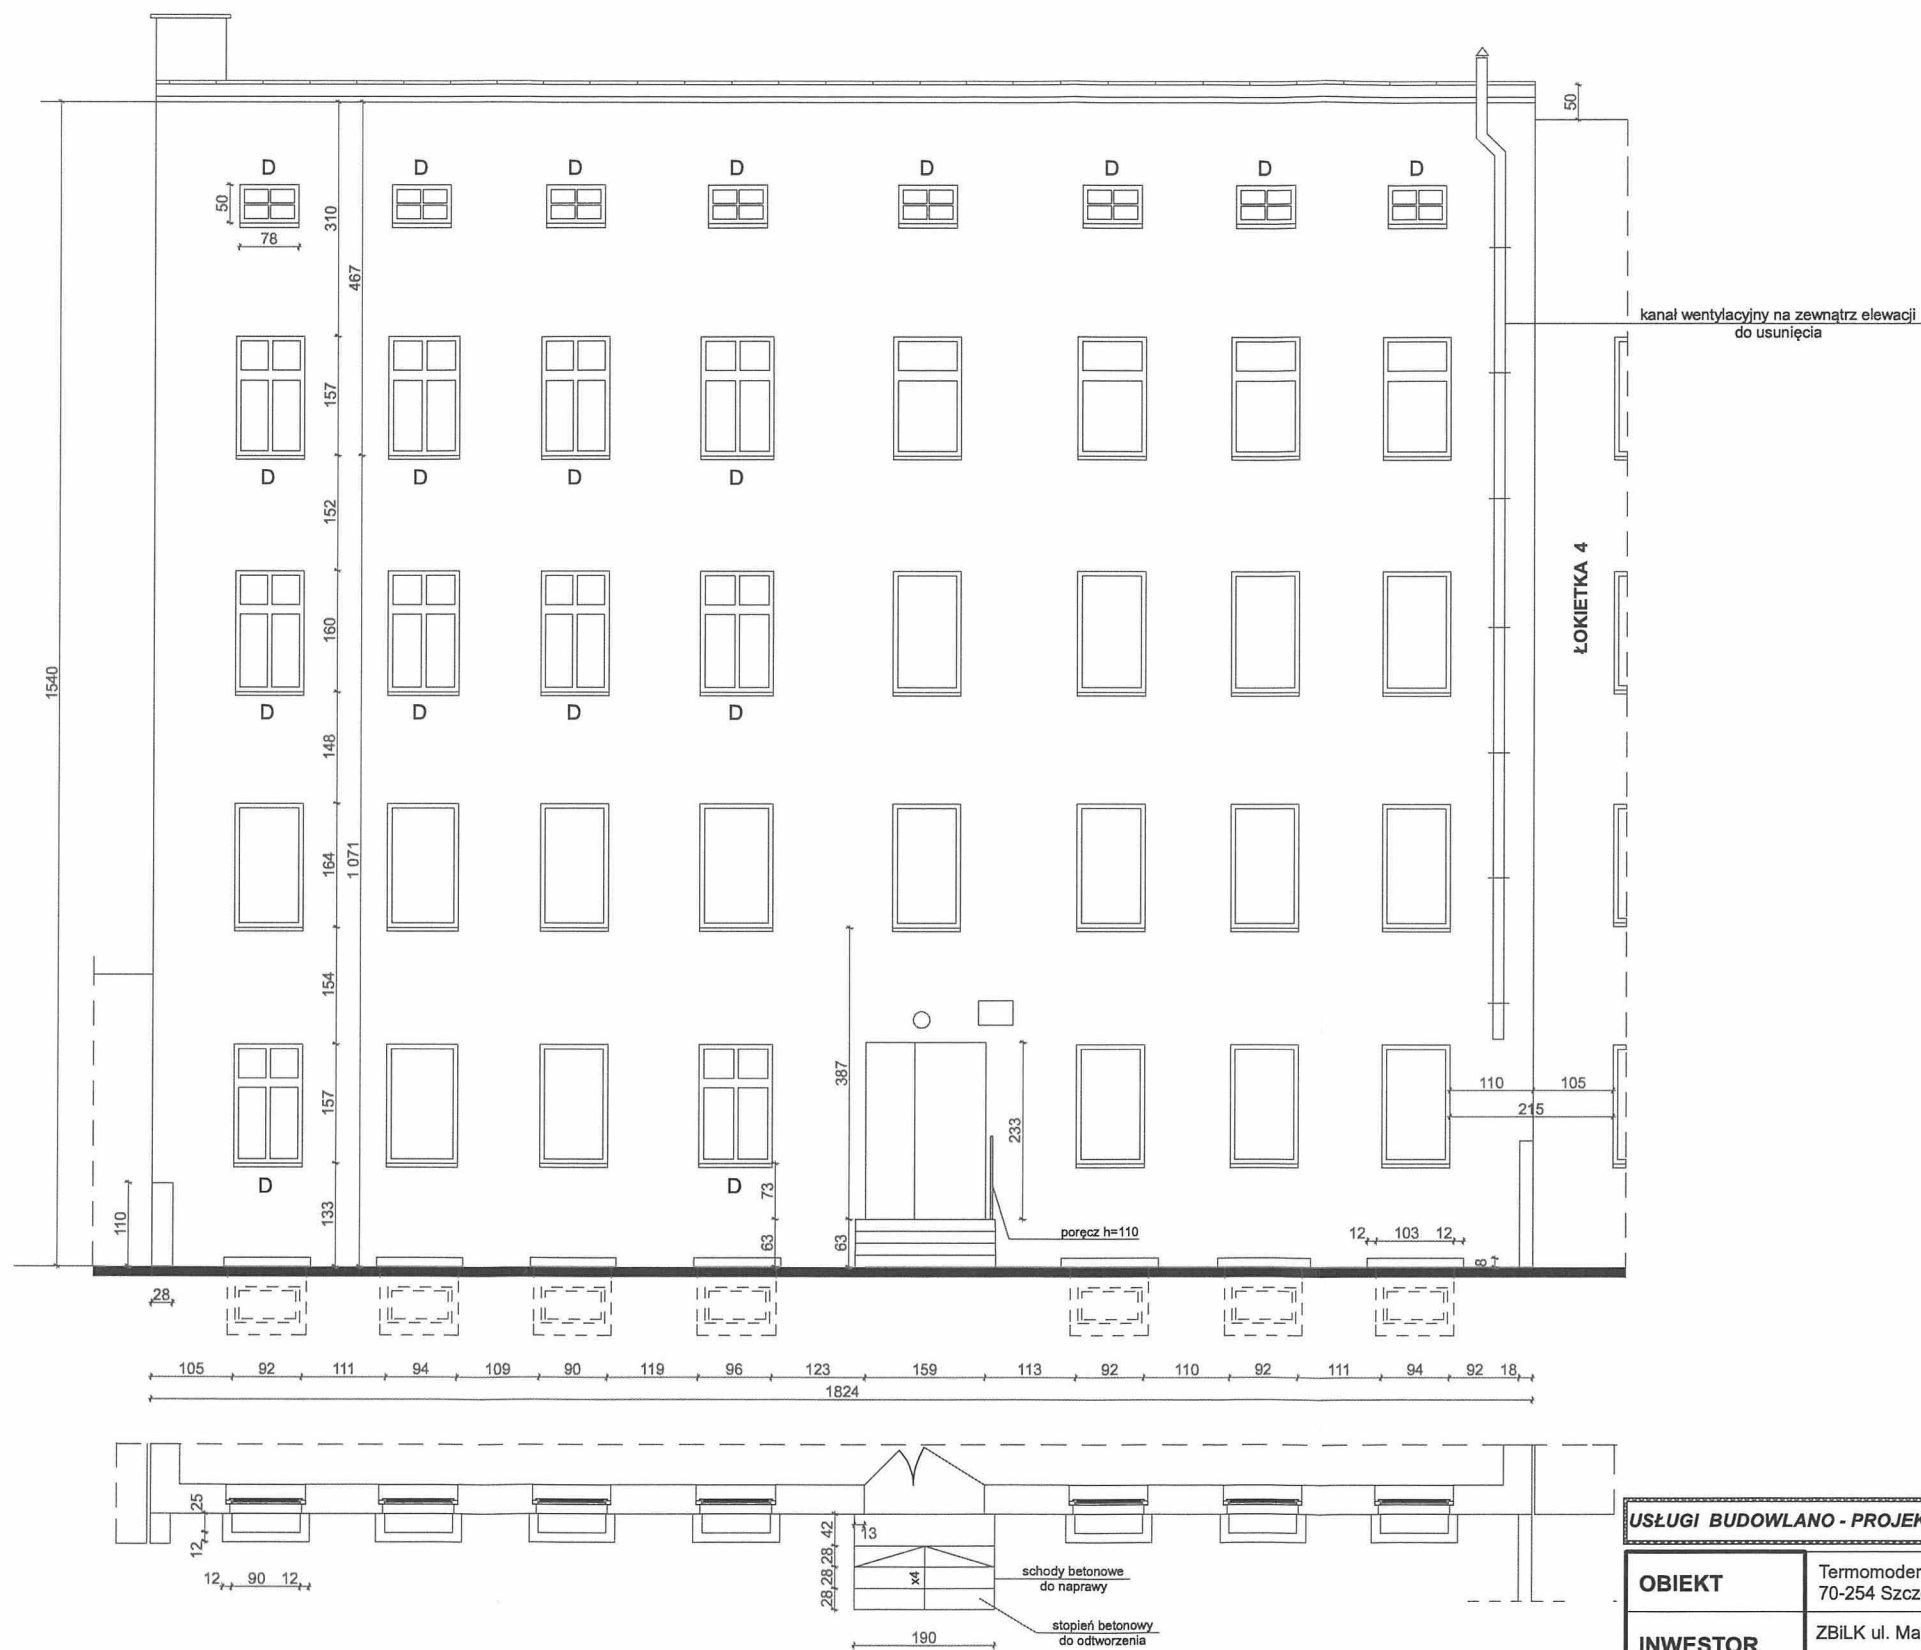 50
D D D D D D D D
50
78
310
467
kanał wentylacyjny na zewnątrz elewacji
do usunięcia
157
D D D D
152
ŁOKIETKA 4
160
1540
D D D D
148
164
1 071
154
387
157
233
110 105
215
D D
73
133
110
63
63
poręcz h=110
12 103 12
8
28
105 92 111 94 109 90 119 96 123 159 113 92 110 92 111 94 92 18
1824
25
12
12 90 12
42
13
28
28
28
x4
schody betonowe
do naprawy
stopień betonowy
do odtworzenia
190
USŁUGI BUDOWLANO - PROJEK
OBIEKT
Termomoder
70-254 Szcz
INWESTOR
ZBiLK ul. Ma